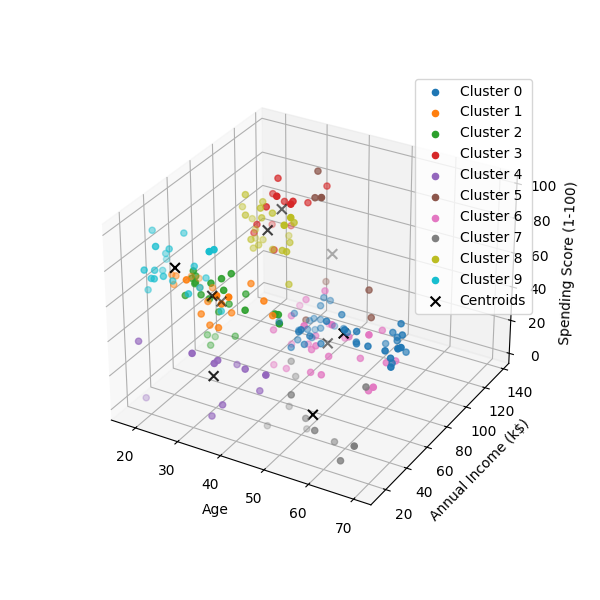 Cluster 0
Cluster 1
Cluster 2
Cluster 3
Cluster 4
Cluster 5
Cluster 6
Cluster 7
Cluster 8
Cluster 9
Centroids
100
80
60
40
20
0
Spending Score (1-100)
140
120
100
80
60
40
20
Annual Income (k$)
20
30
40
50
60
70
Age